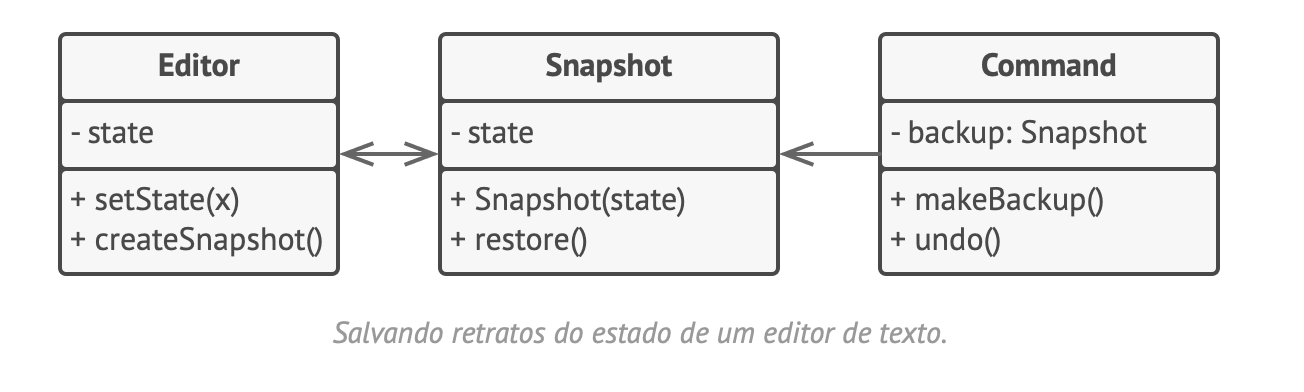 Editor
- state
+ setState(x)
+ createSnapshot()
Snapshot
- state
+ Snapshot(state)
+ restore()
Command
- backup: Snapshot
+ makeBackup()
+ undo()
Salvando retratos do estado de um editor de texto.